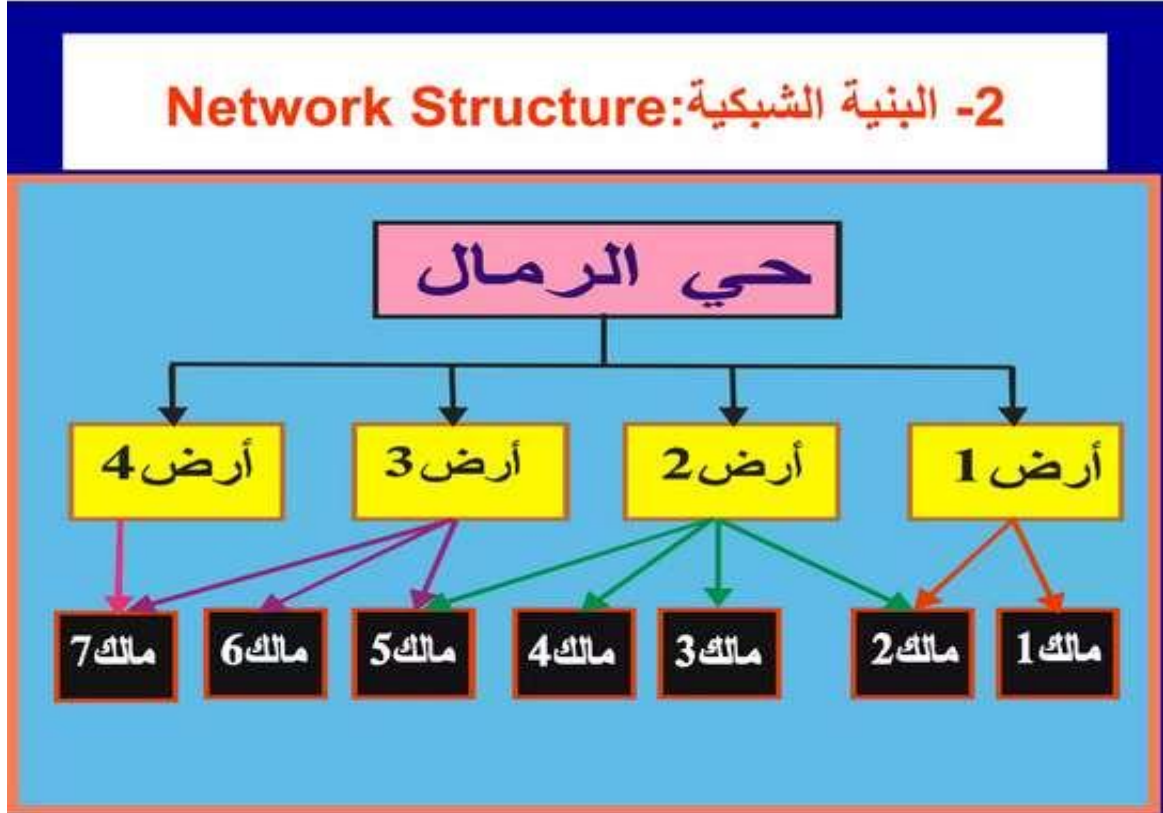 2- البنية الشبكية:Network Structure
حي الرمال
أرض 1 أرض 2 أرض 3 أرض 4
مالك1 مالك2 مالك3 مالك4 مالك5 مالك6 مالك7